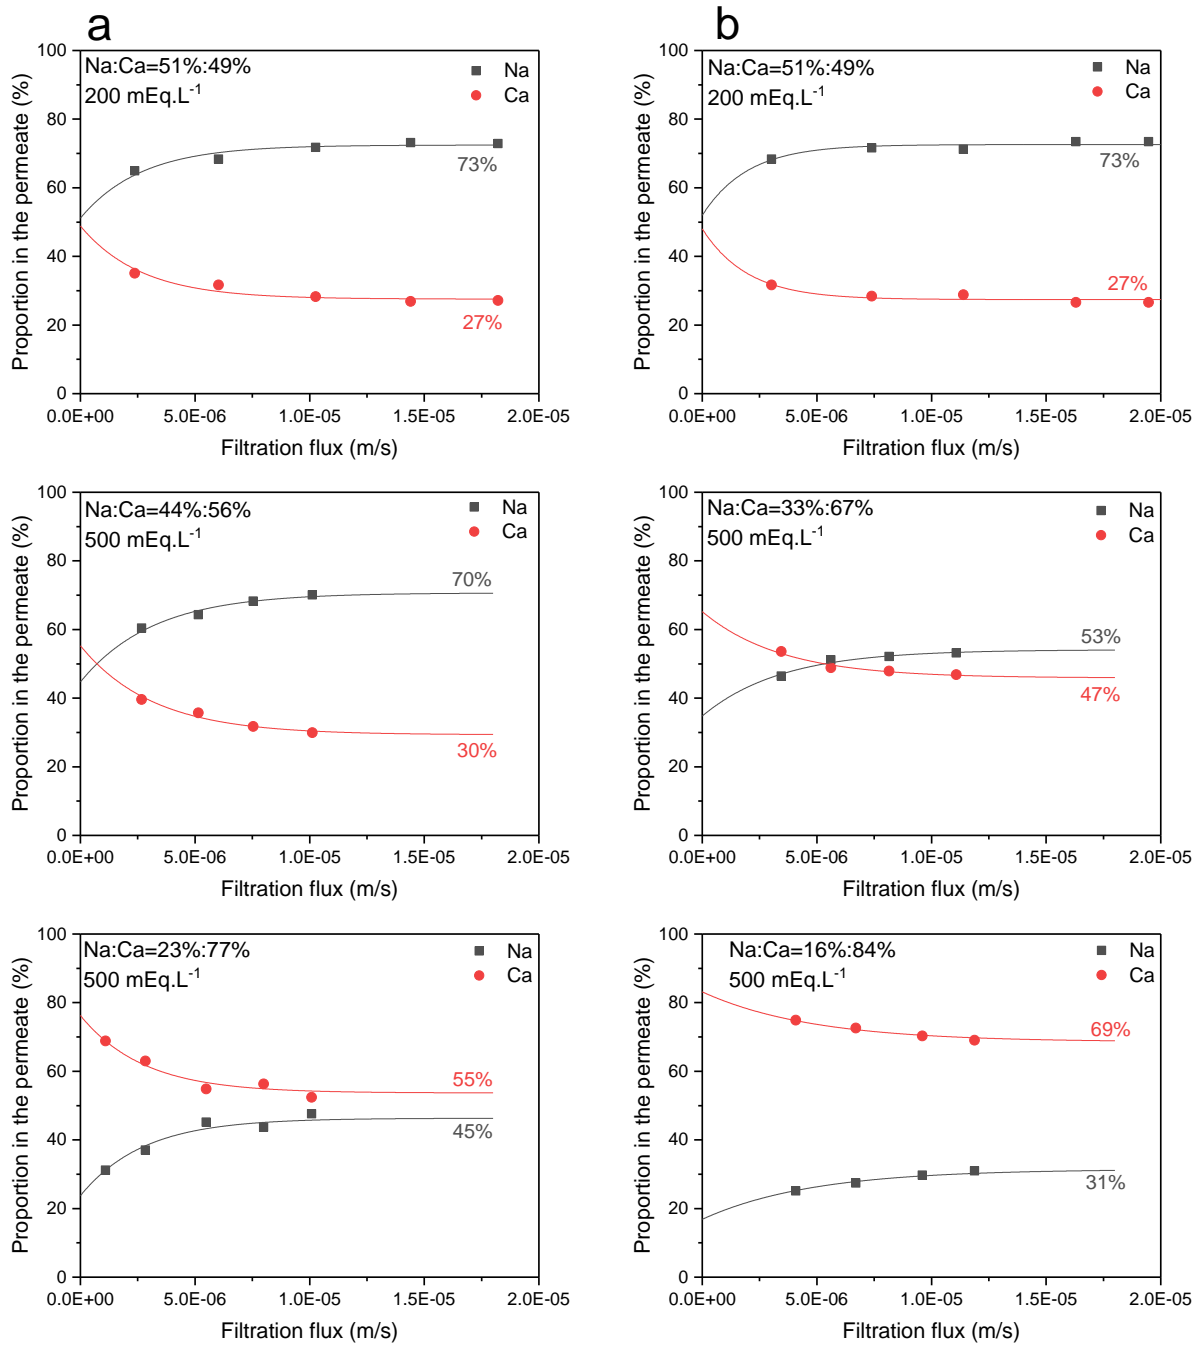 a
Proportion in the permeate (%)
100
80
60
40
20
0
Na:Ca=51%:49%
200 mEq.L-1
Na
Ca
73%
27%
0.0E+00
5.0E-06
1.0E-05
1.5E-05
2.0E-05
Filtration flux (m/s)
b
Proportion in the permeate (%)
100
80
60
40
20
0
Na:Ca=51%:49%
200 mEq.L-1
Na
Ca
73%
27%
0.0E+00
5.0E-06
1.0E-05
1.5E-05
2.0E-05
Filtration flux (m/s)
Proportion in the permeate (%)
100
80
60
40
20
0
Na:Ca=44%:56%
500 mEq.L-1
Na
Ca
70%
30%
0.0E+00
5.0E-06
1.0E-05
1.5E-05
2.0E-05
Filtration flux (m/s)
Proportion in the permeate (%)
100
80
60
40
20
0
Na:Ca=33%:67%
500 mEq.L-1
Na
Ca
53%
47%
0.0E+00
5.0E-06
1.0E-05
1.5E-05
2.0E-05
Filtration flux (m/s)
Proportion in the permeate (%)
100
80
60
40
20
0
Na:Ca=23%:77%
500 mEq.L-1
Na
Ca
55%
45%
0.0E+00
5.0E-06
1.0E-05
1.5E-05
2.0E-05
Filtration flux (m/s)
Proportion in the permeate (%)
100
80
60
40
20
0
Na:Ca=16%:84%
500 mEq.L-1
Na
Ca
69%
31%
0.0E+00
5.0E-06
1.0E-05
1.5E-05
2.0E-05
Filtration flux (m/s)